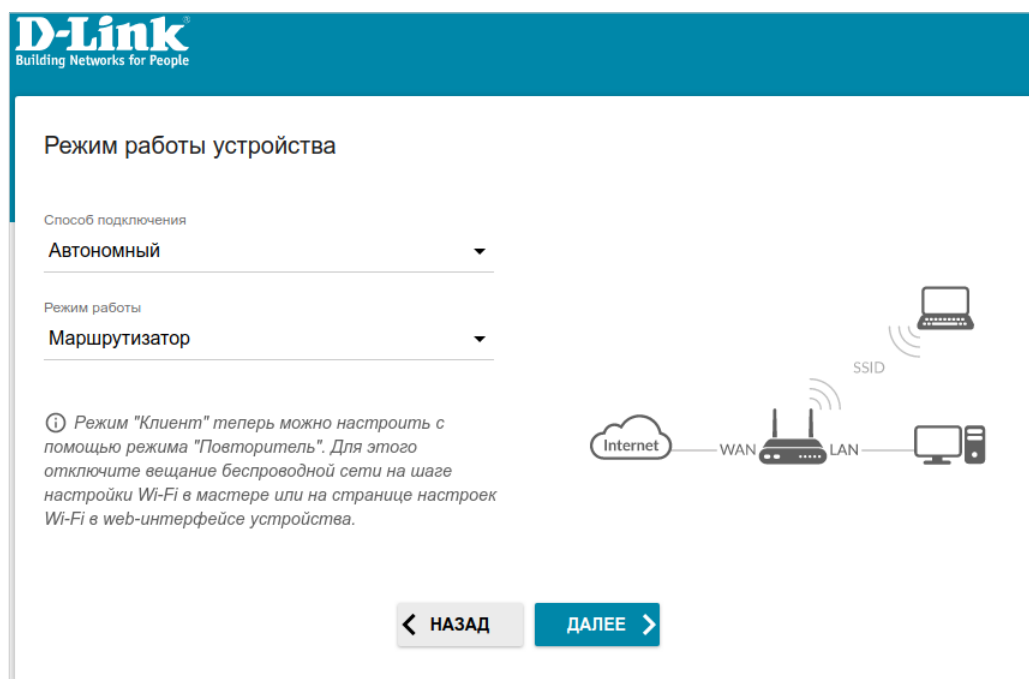 D-Link®
Building Networks for People
Режим работы устройства
Способ подключения
Автономный
Режим работы
Маршрутизатор
Режим "Клиент" теперь можно настроить с
помощью режима "Повторитель". Для этого
отключите вещание беспроводной сети на шаге
настройки Wi-Fi в мастере или на странице настроек
Wi-Fi в web-интерфейсе устройства.
SSID
Internet
WAN
LAN
НАЗАД
ДАЛЕЕ